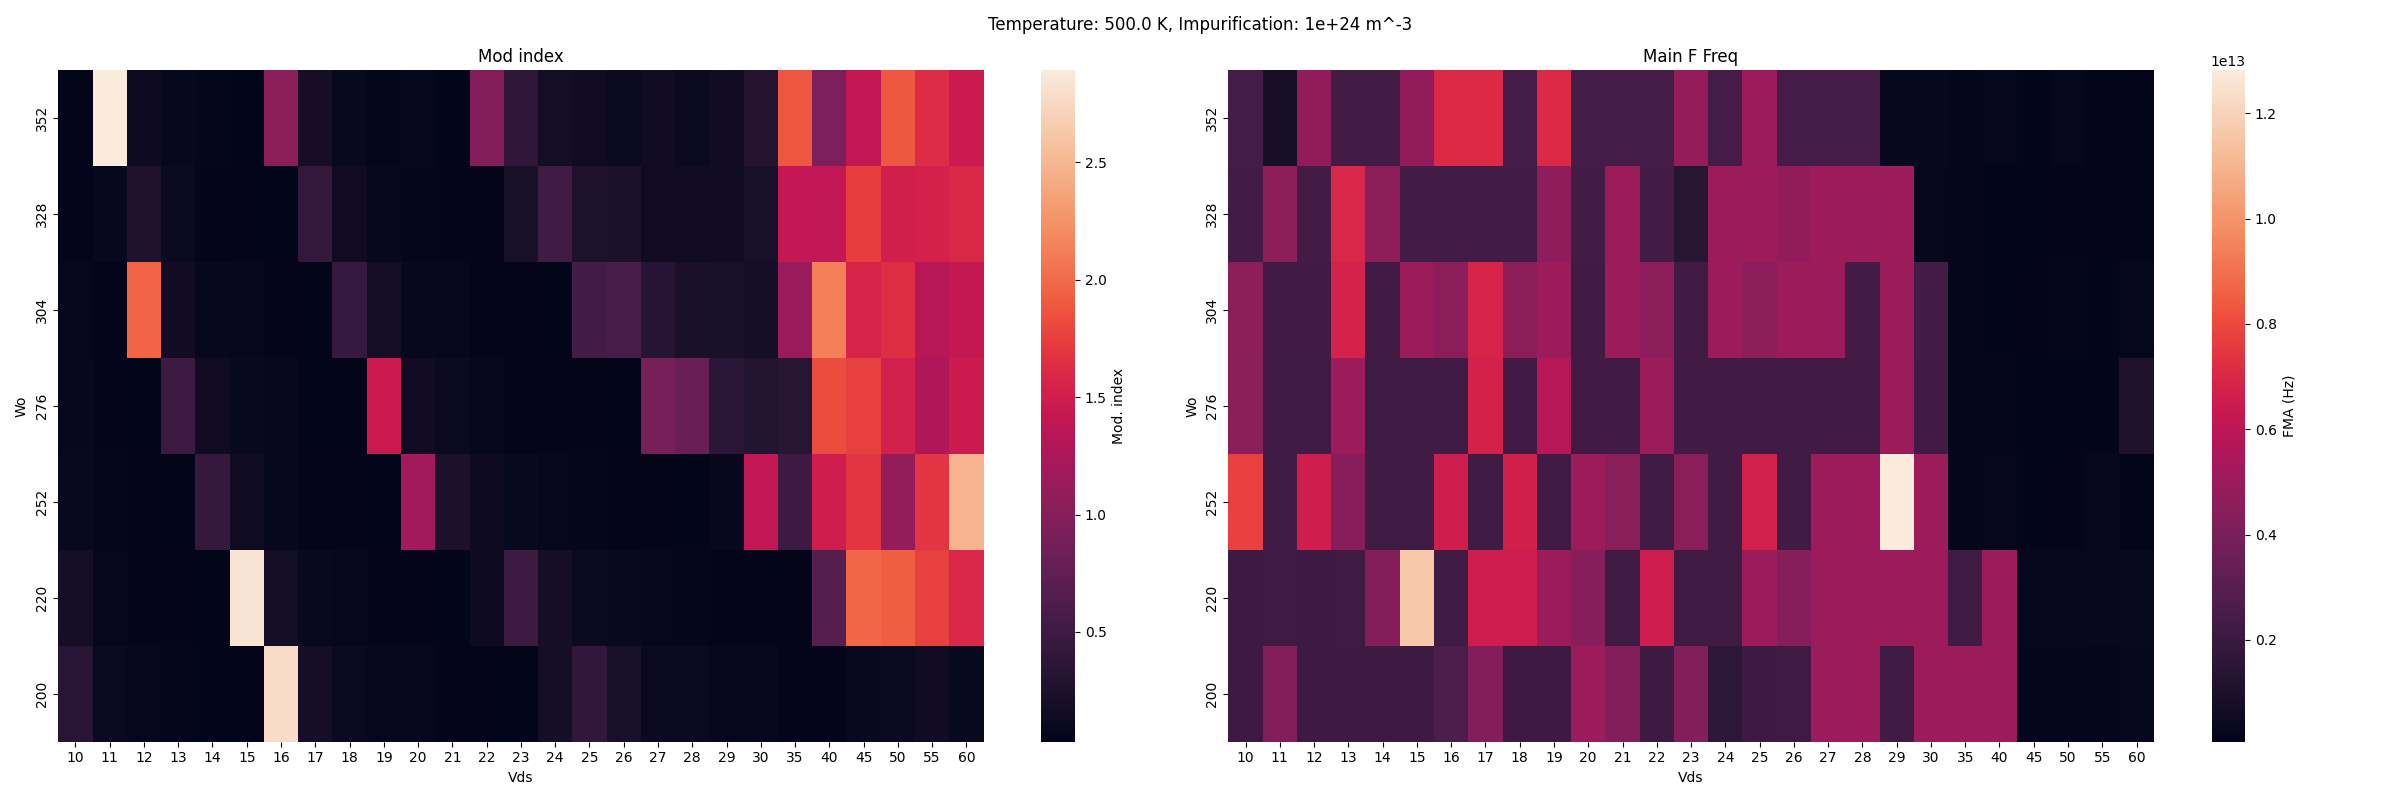 Temperature: 500.0 K, Impurification: 1e+24 m^-3
Mod index
352
328
304
276
252
220
200
Wo
10 11 12 13 14 15 16 17 18 19 20 21 22 23 24 25 26 27 28 29 30 35 40 45 50 55 60
Vds
2.5
2.0
1.5
1.0
0.5
Mod. index
Main F Freq
352
328
304
276
252
220
200
Wo
10 11 12 13 14 15 16 17 18 19 20 21 22 23 24 25 26 27 28 29 30 35 40 45 50 55 60
Vds
1e13
1.2
1.0
0.8
0.6
0.4
0.2
FMA (Hz)